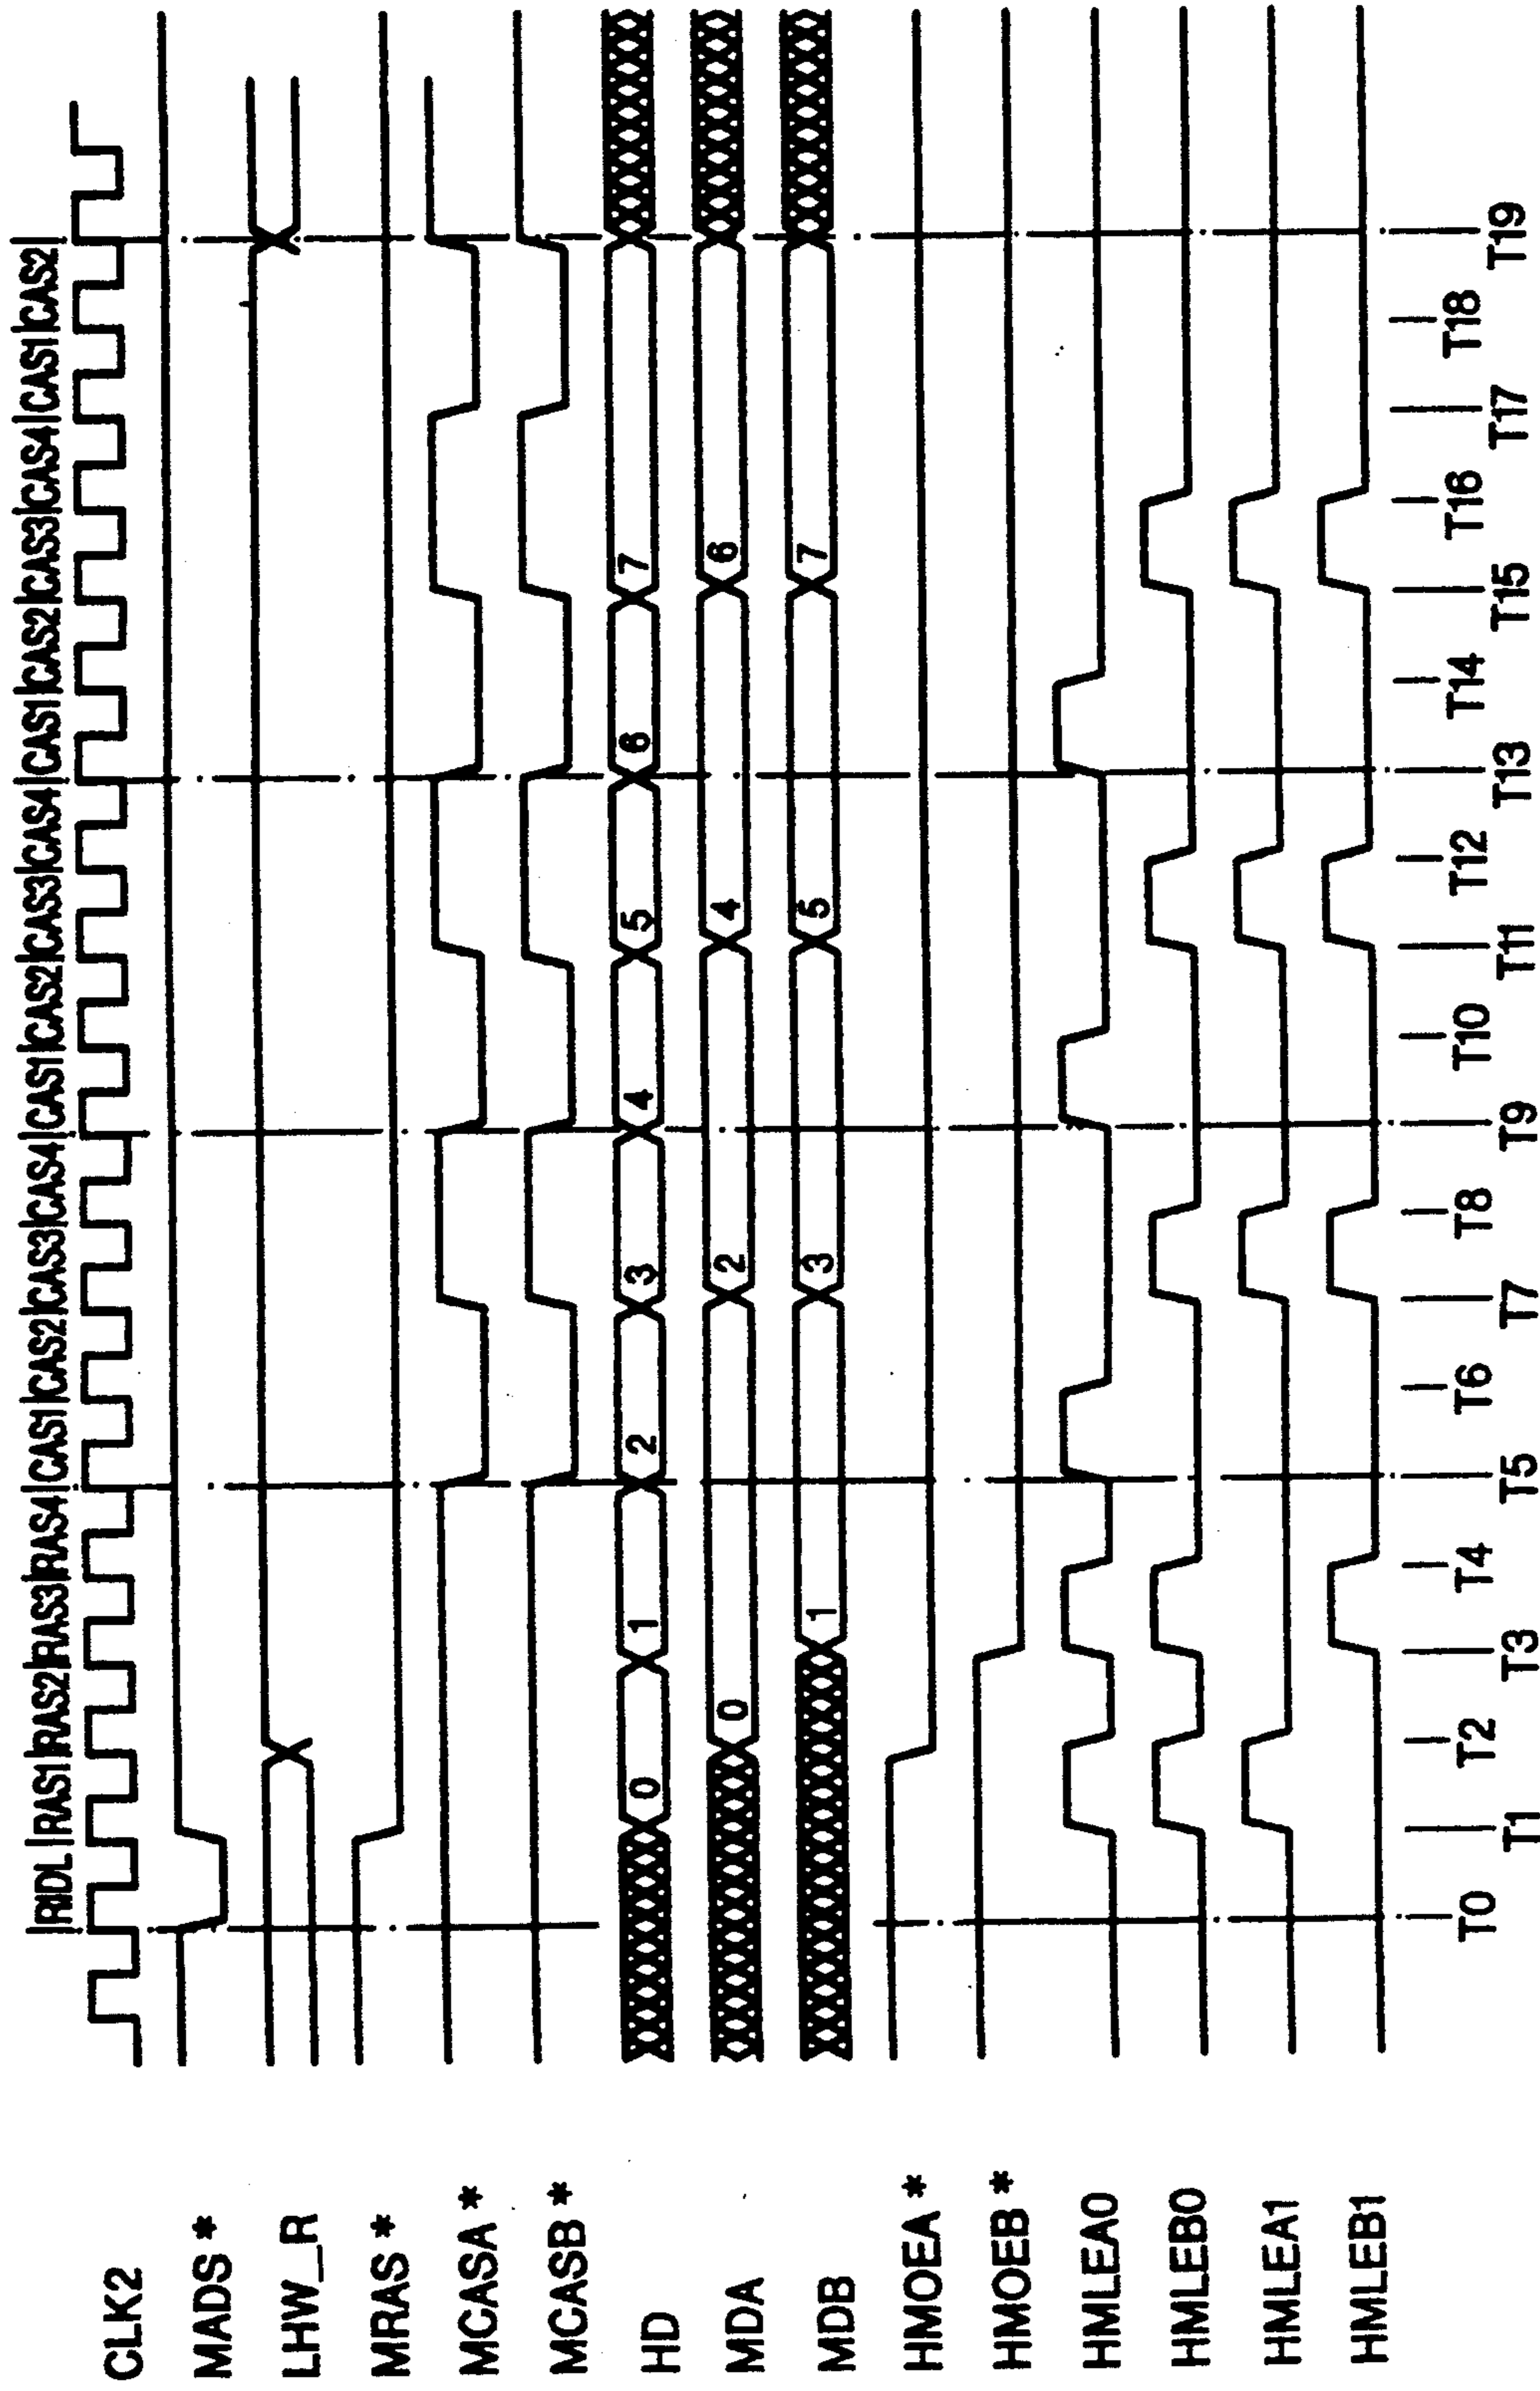 |RIDL|RAS1|RAS2|RAS3|RAS4|CAS1|CAS2|CAS3|CAS4|CAS1|CAS2|CAS3|CAS4|CAS1|CAS2|CAS3|CAS4|CAS1|CAS2|
CLK2
MADS*
LHW_R
MRAS*
MCASA*
MCASB*
HD 0 1 2 3 4 5 6 7
MDA 0 2 4 6
MDB 1 3 5 7
HMOEA*
HMOEB*
HMLEA0
HMLEB0
HMLEA1
HMLEB1
T0 T1 T2 T3 T4 T5 T6 T7 T8 T9 T10 T11 T12 T13 T14 T15 T16 T17 T18 T19